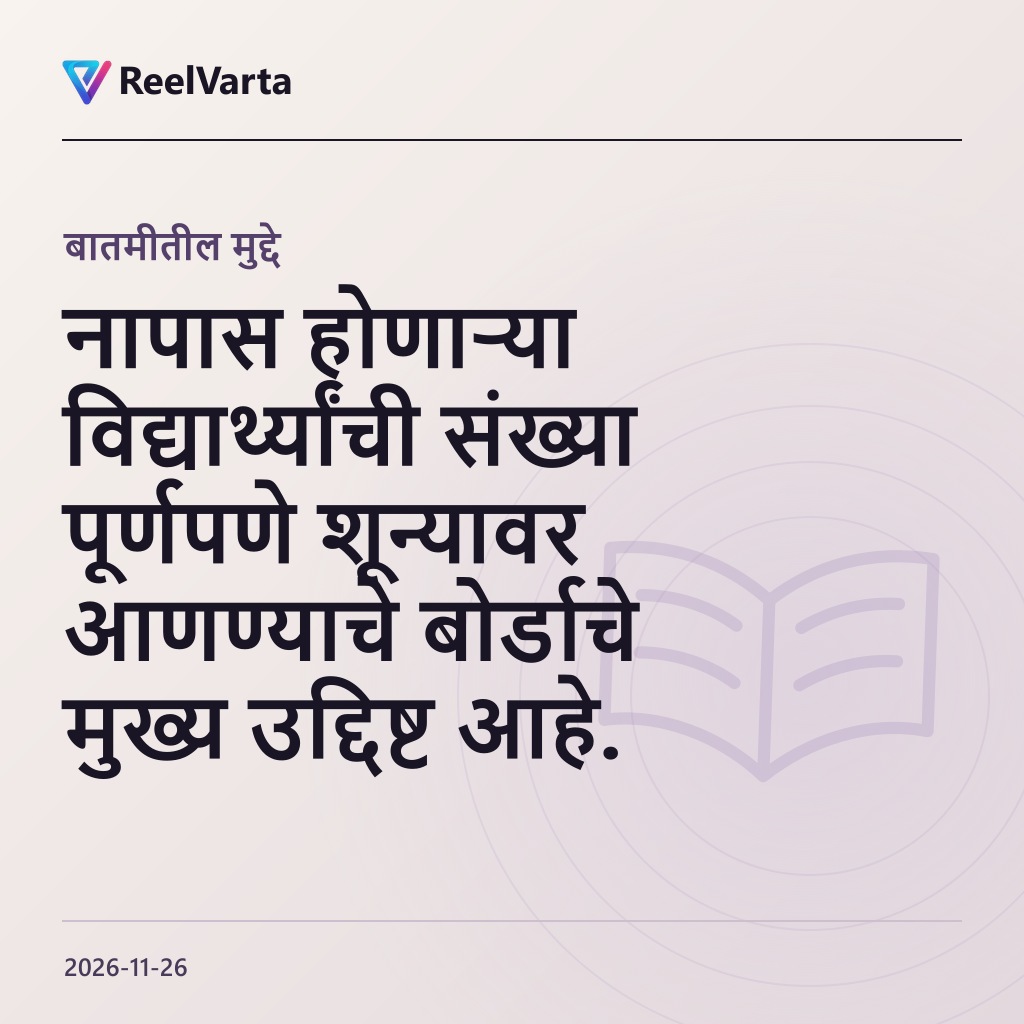 ReelVarta
बातमीतील मुद्दे
नापास होणाऱ्या
विद्यार्थ्यांची संख्या
पूर्णपणे शून्यावर
आणण्याचे बोर्डाचे
मुख्य उद्दिष्ट आहे.
2026-11-26